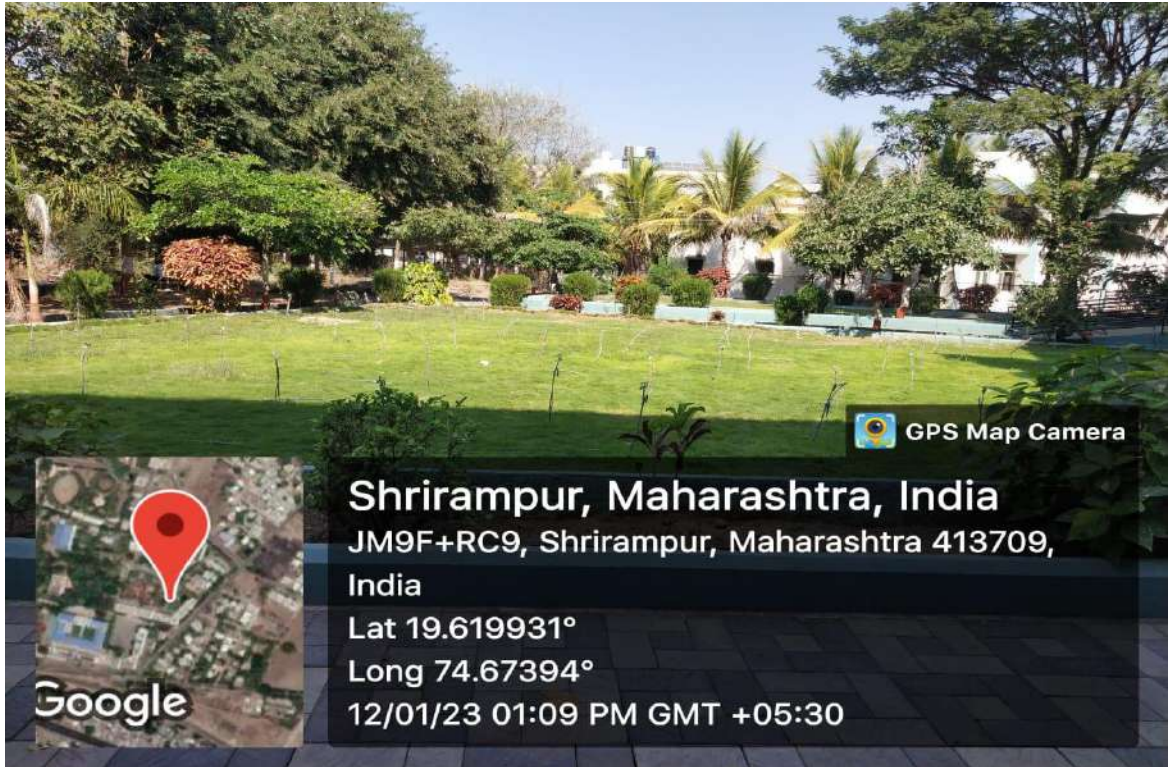 GPS Map Camera
Shrirampur, Maharashtra, India
JM9F+RC9, Shrirampur, Maharashtra 413709,
India
Lat 19.619931°
Long 74.67394°
12/01/23 01:09 PM GMT +05:30
Google